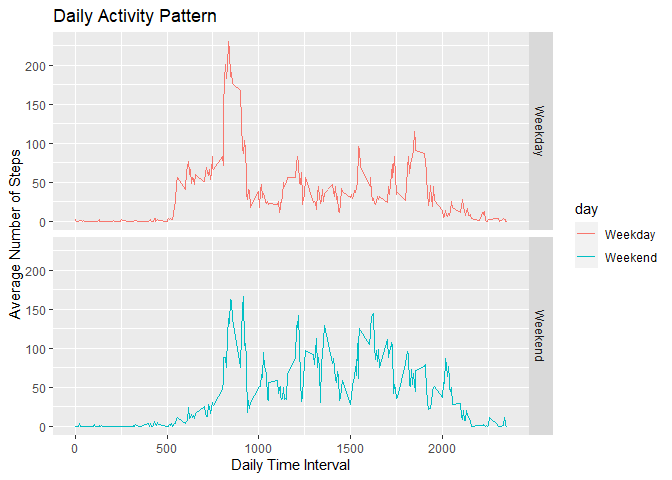 Daily Activity Pattern
200
150
100
50
0
Weekday
200
150
100
50
0
Weekend
Average Number of Steps
0 500 1000 1500 2000
Daily Time Interval
day
Weekday
Weekend